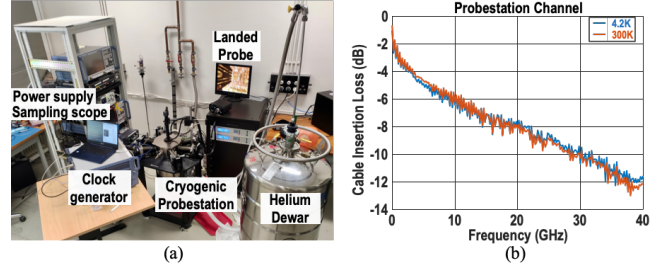 Landed
Probe
Power supply
Sampling scope
Clock
generator
Cryogenic
Probestation
Helium
Dewar
(a)
Probestation Channel
4.2K
300K
Cable Insertion Loss (dB)
0
-2
-4
-6
-8
-10
-12
-14
0
10
20
30
40
Frequency (GHz)
(b)